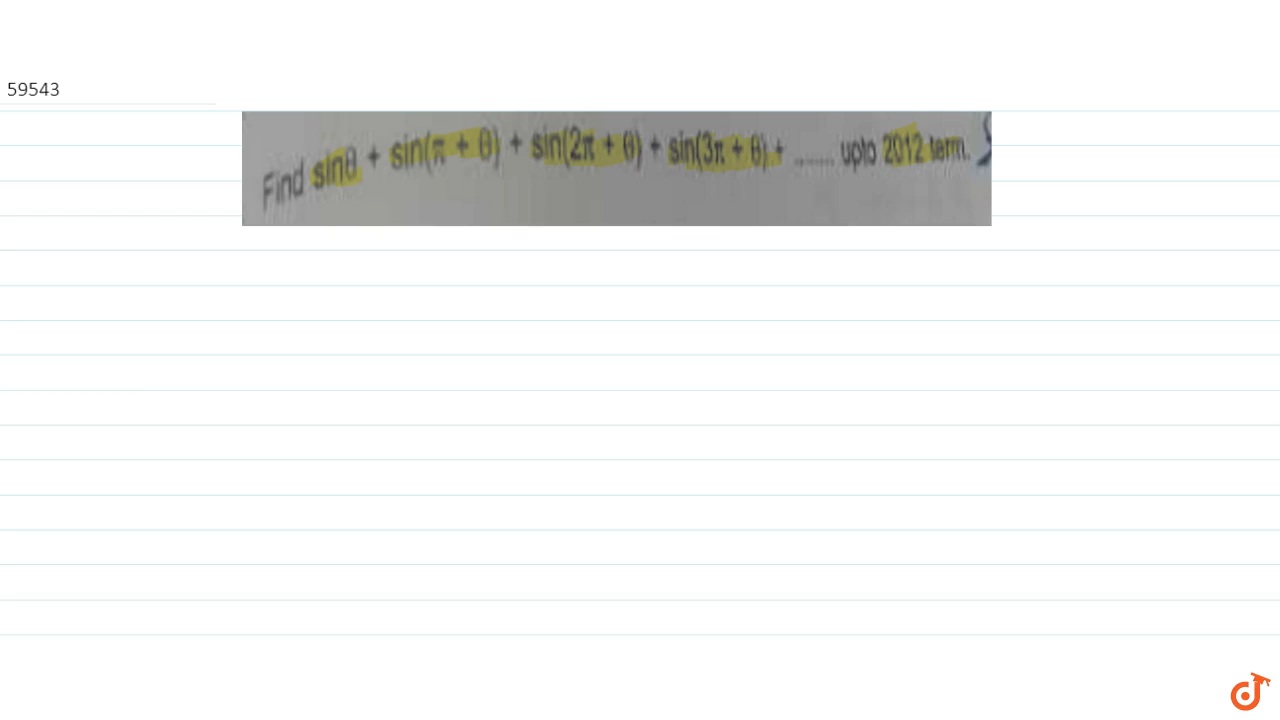 59543
Find sinθ + sin(π + θ) + sin(2π + θ) + sin(3π + θ) + ....... upto 2012 term.